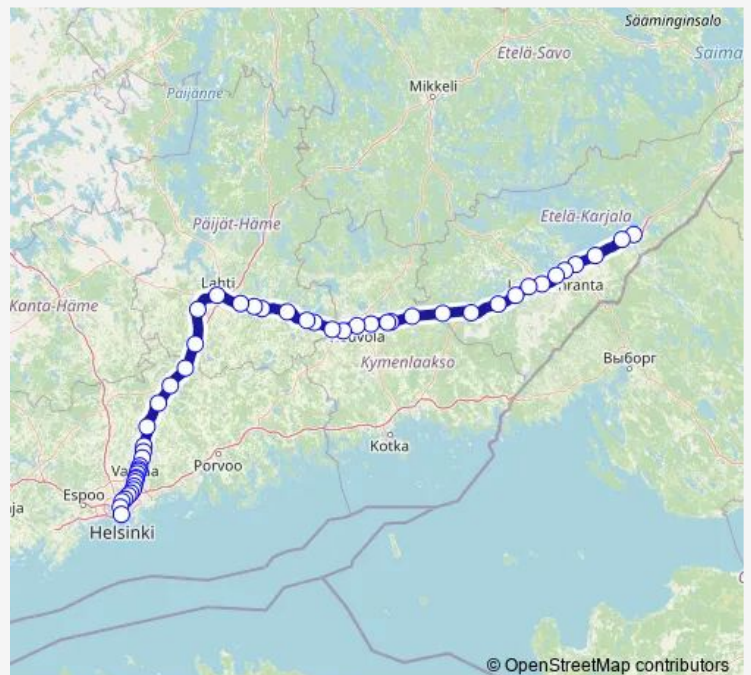 Sääminginsalo
Etelä-Savo
Saima
Mikkeli
Päijänne
Päijät-Häme
Etelä-Karjala
Lahti
Kanta-Häme
Выборг
Kymenlaakso
Kotka
Porvoo
Espoo
Helsinki
© OpenStreetMap contributors